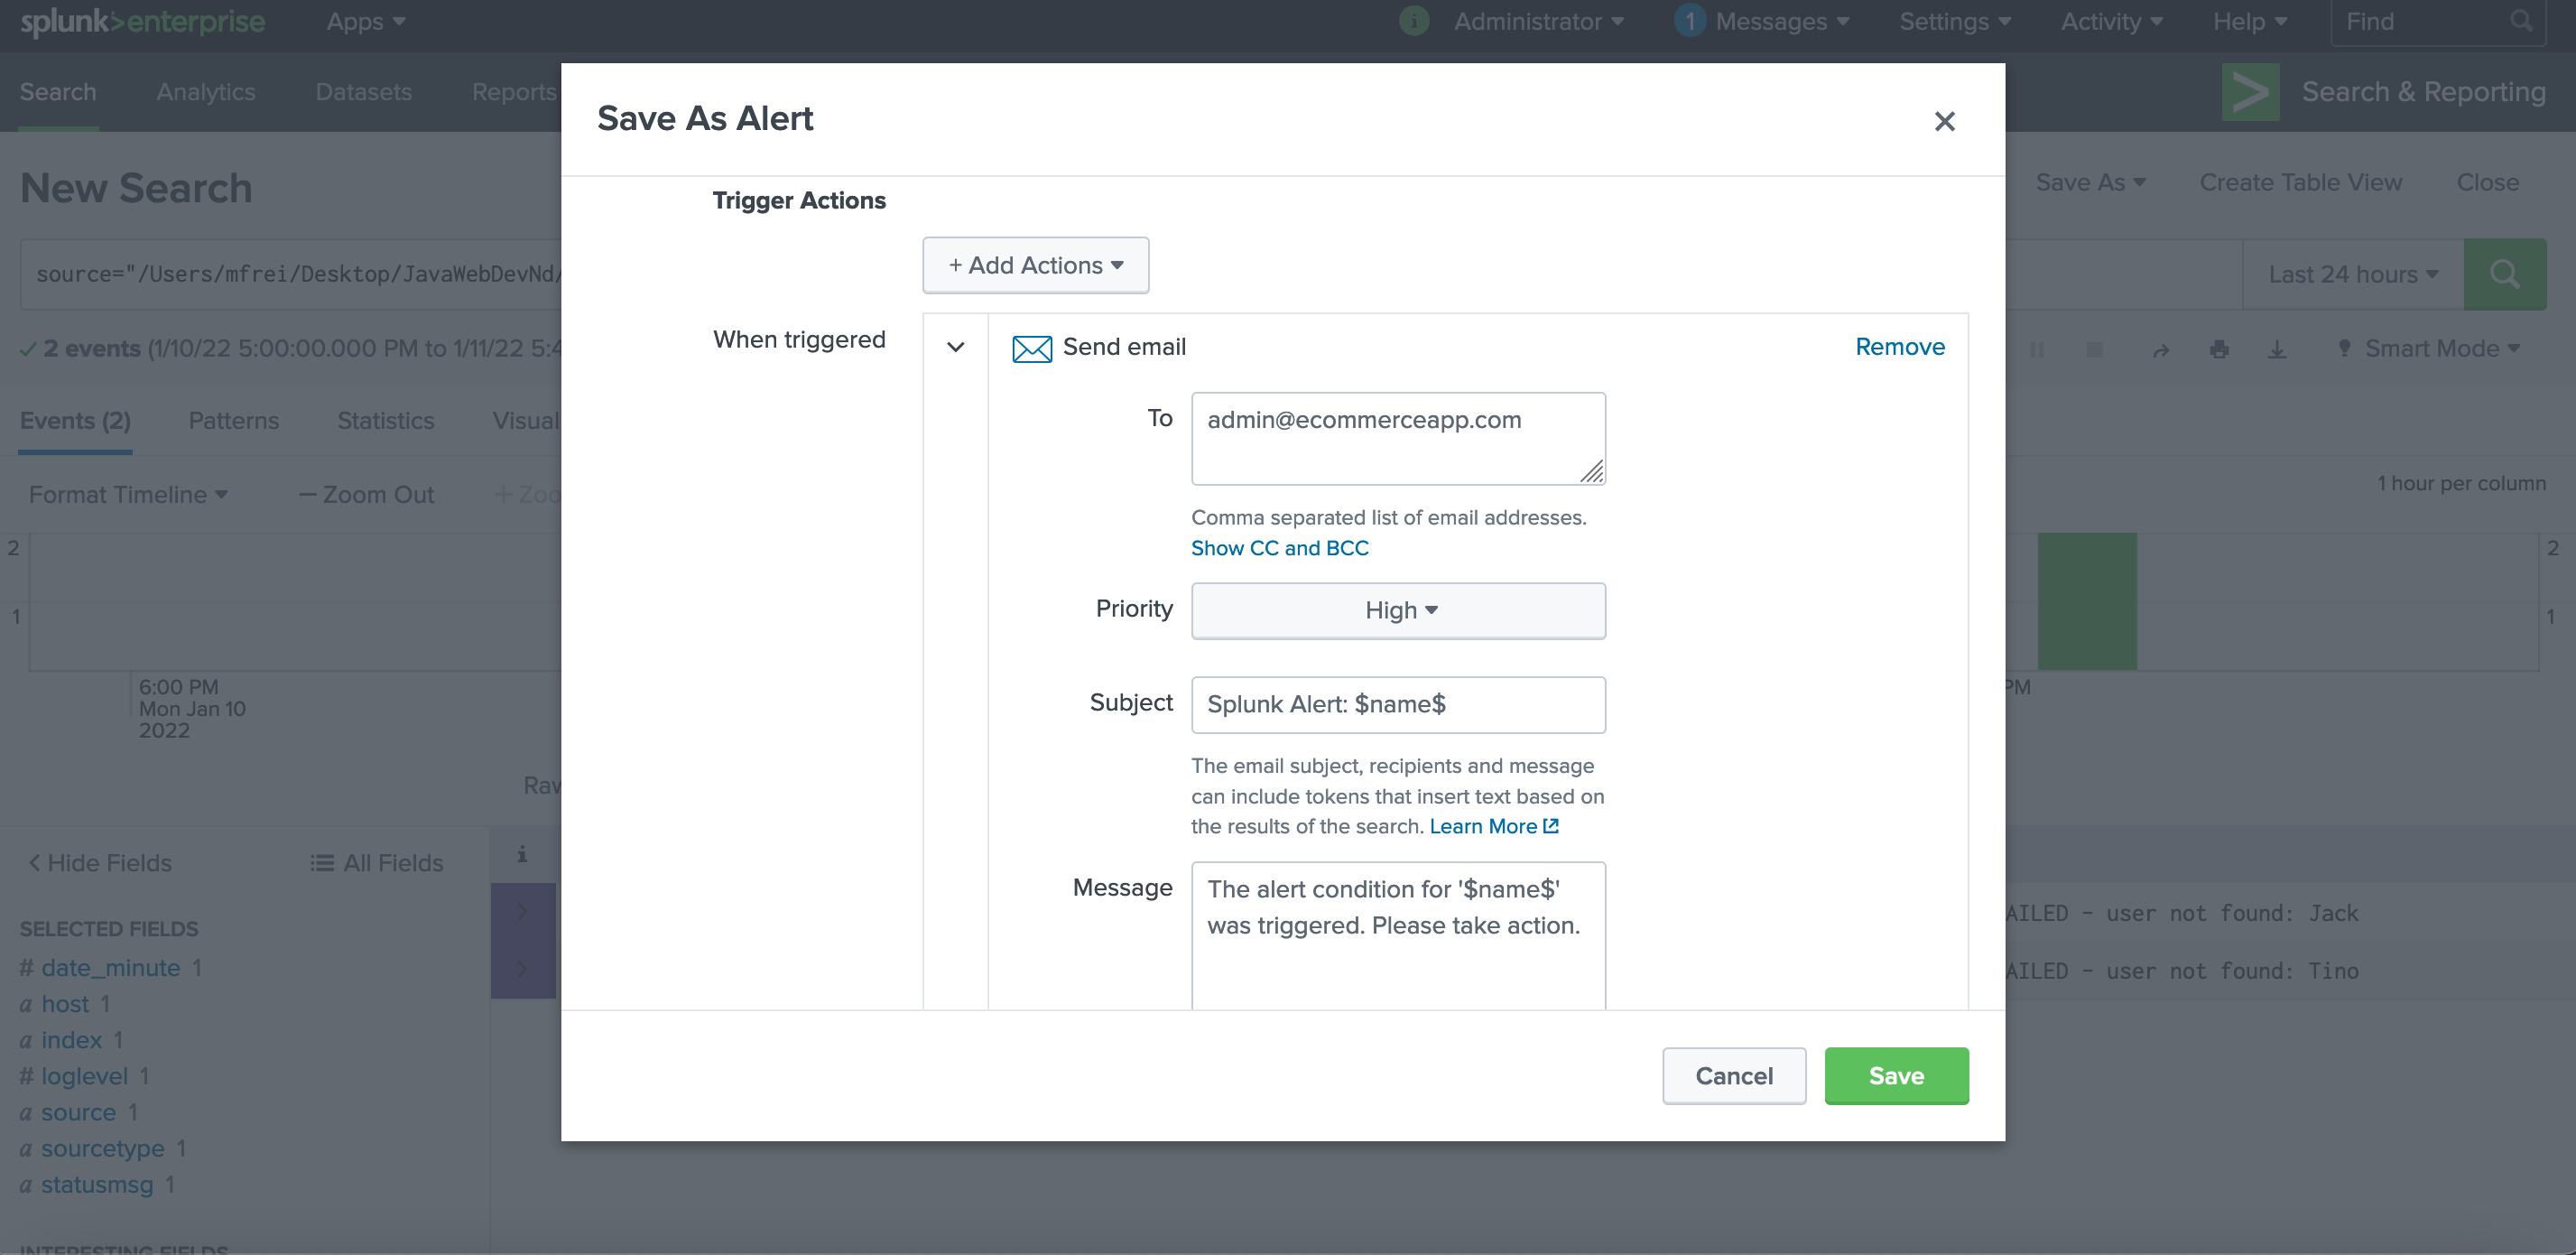 splunk>enterprise Apps
i Administrator 1 Messages Settings Activity Help Find
Search Analytics Datasets Reports
Search & Reporting
Save As Alert
New Search
Save As Create Table View Close
source="/Users/mfrei/Desktop/JavaWebDevNd/
Last 24 hours
2 events (1/10/22 5:00:00.000 PM to 1/11/22 5:4
Smart Mode
Events (2) Patterns Statistics Visual
Format Timeline — Zoom Out + Zoo
1 hour per column
2
1
2
1
6:00 PM
Mon Jan 10
2022
PM
Raw
Hide Fields All Fields
i
SELECTED FIELDS
# date_minute 1
a host 1
a index 1
# loglevel 1
a source 1
a sourcetype 1
a statusmsg 1
INTERESTING FIELDS
AILED - user not found: Jack
AILED - user not found: Tino
Trigger Actions
+ Add Actions
When triggered
Send email
Remove
To
admin@ecommerceapp.com
Comma separated list of email addresses.
Show CC and BCC
Priority
High
Subject
Splunk Alert: $name$
The email subject, recipients and message
can include tokens that insert text based on
the results of the search. Learn More
Message
The alert condition for '$name$'
was triggered. Please take action.
Cancel
Save